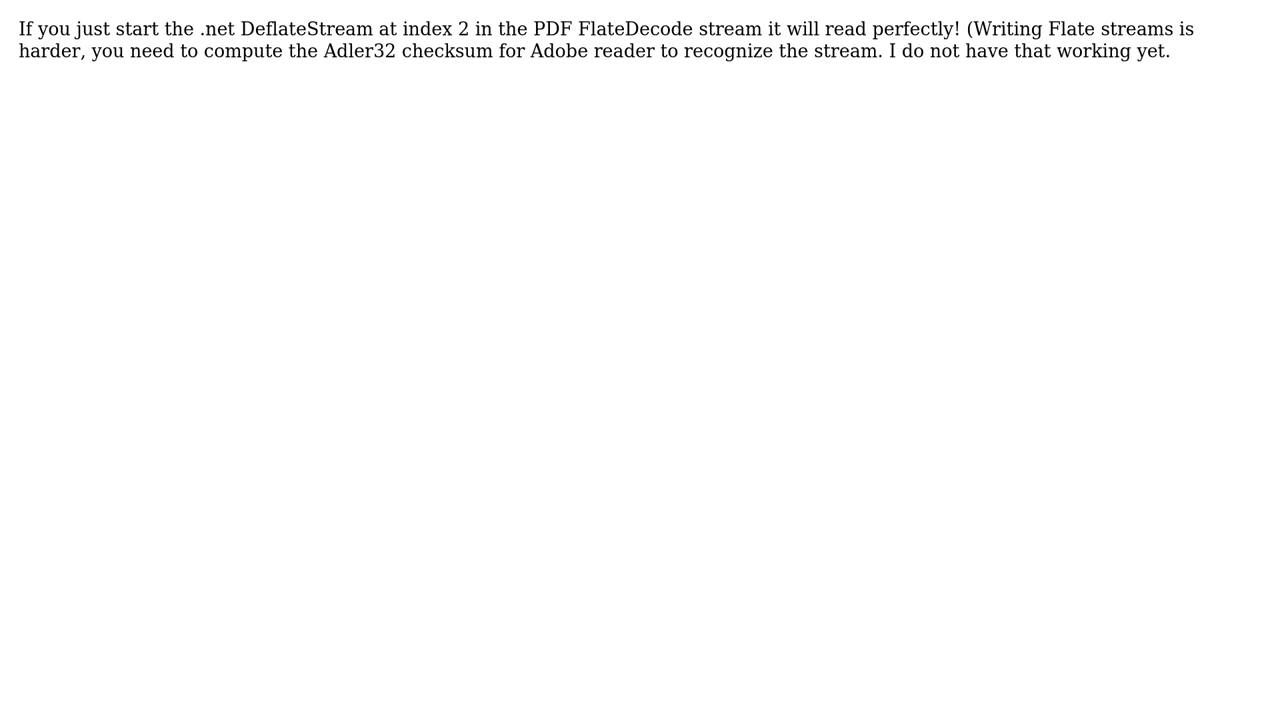 If you just start the .net DeflateStream at index 2 in the PDF FlateDecode stream it will read perfectly! (Writing Flate streams is
harder, you need to compute the Adler32 checksum for Adobe reader to recognize the stream. I do not have that working yet.